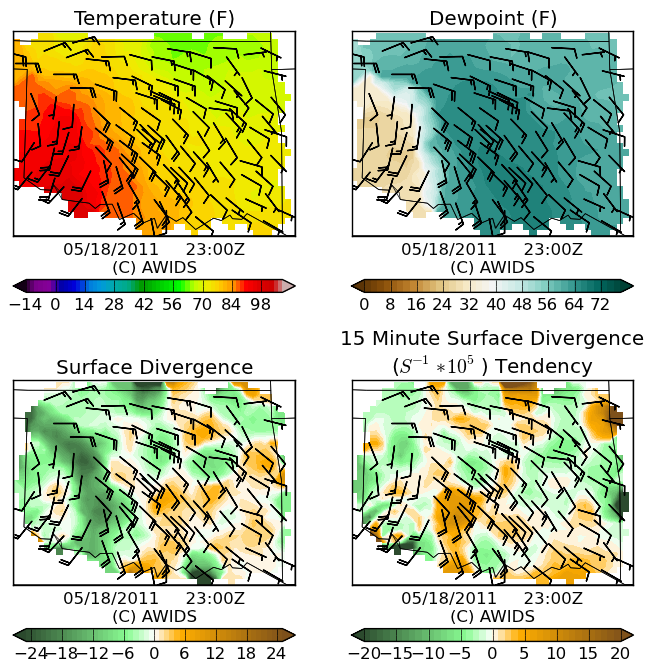 Temperature (F)
Dewpoint (F)
05/18/2011 23:00Z
(C) AWIDS
05/18/2011 23:00Z
(C) AWIDS
−14 0 14 28 42 56 70 84 98
0 8 16 24 32 40 48 56 64 72
Surface Divergence
15 Minute Surface Divergence
(S⁻¹ *10⁵ ) Tendency
05/18/2011 23:00Z
(C) AWIDS
05/18/2011 23:00Z
(C) AWIDS
−24 −18 −12 −6 0 6 12 18 24
−20 −15 −10 −5 0 5 10 15 20